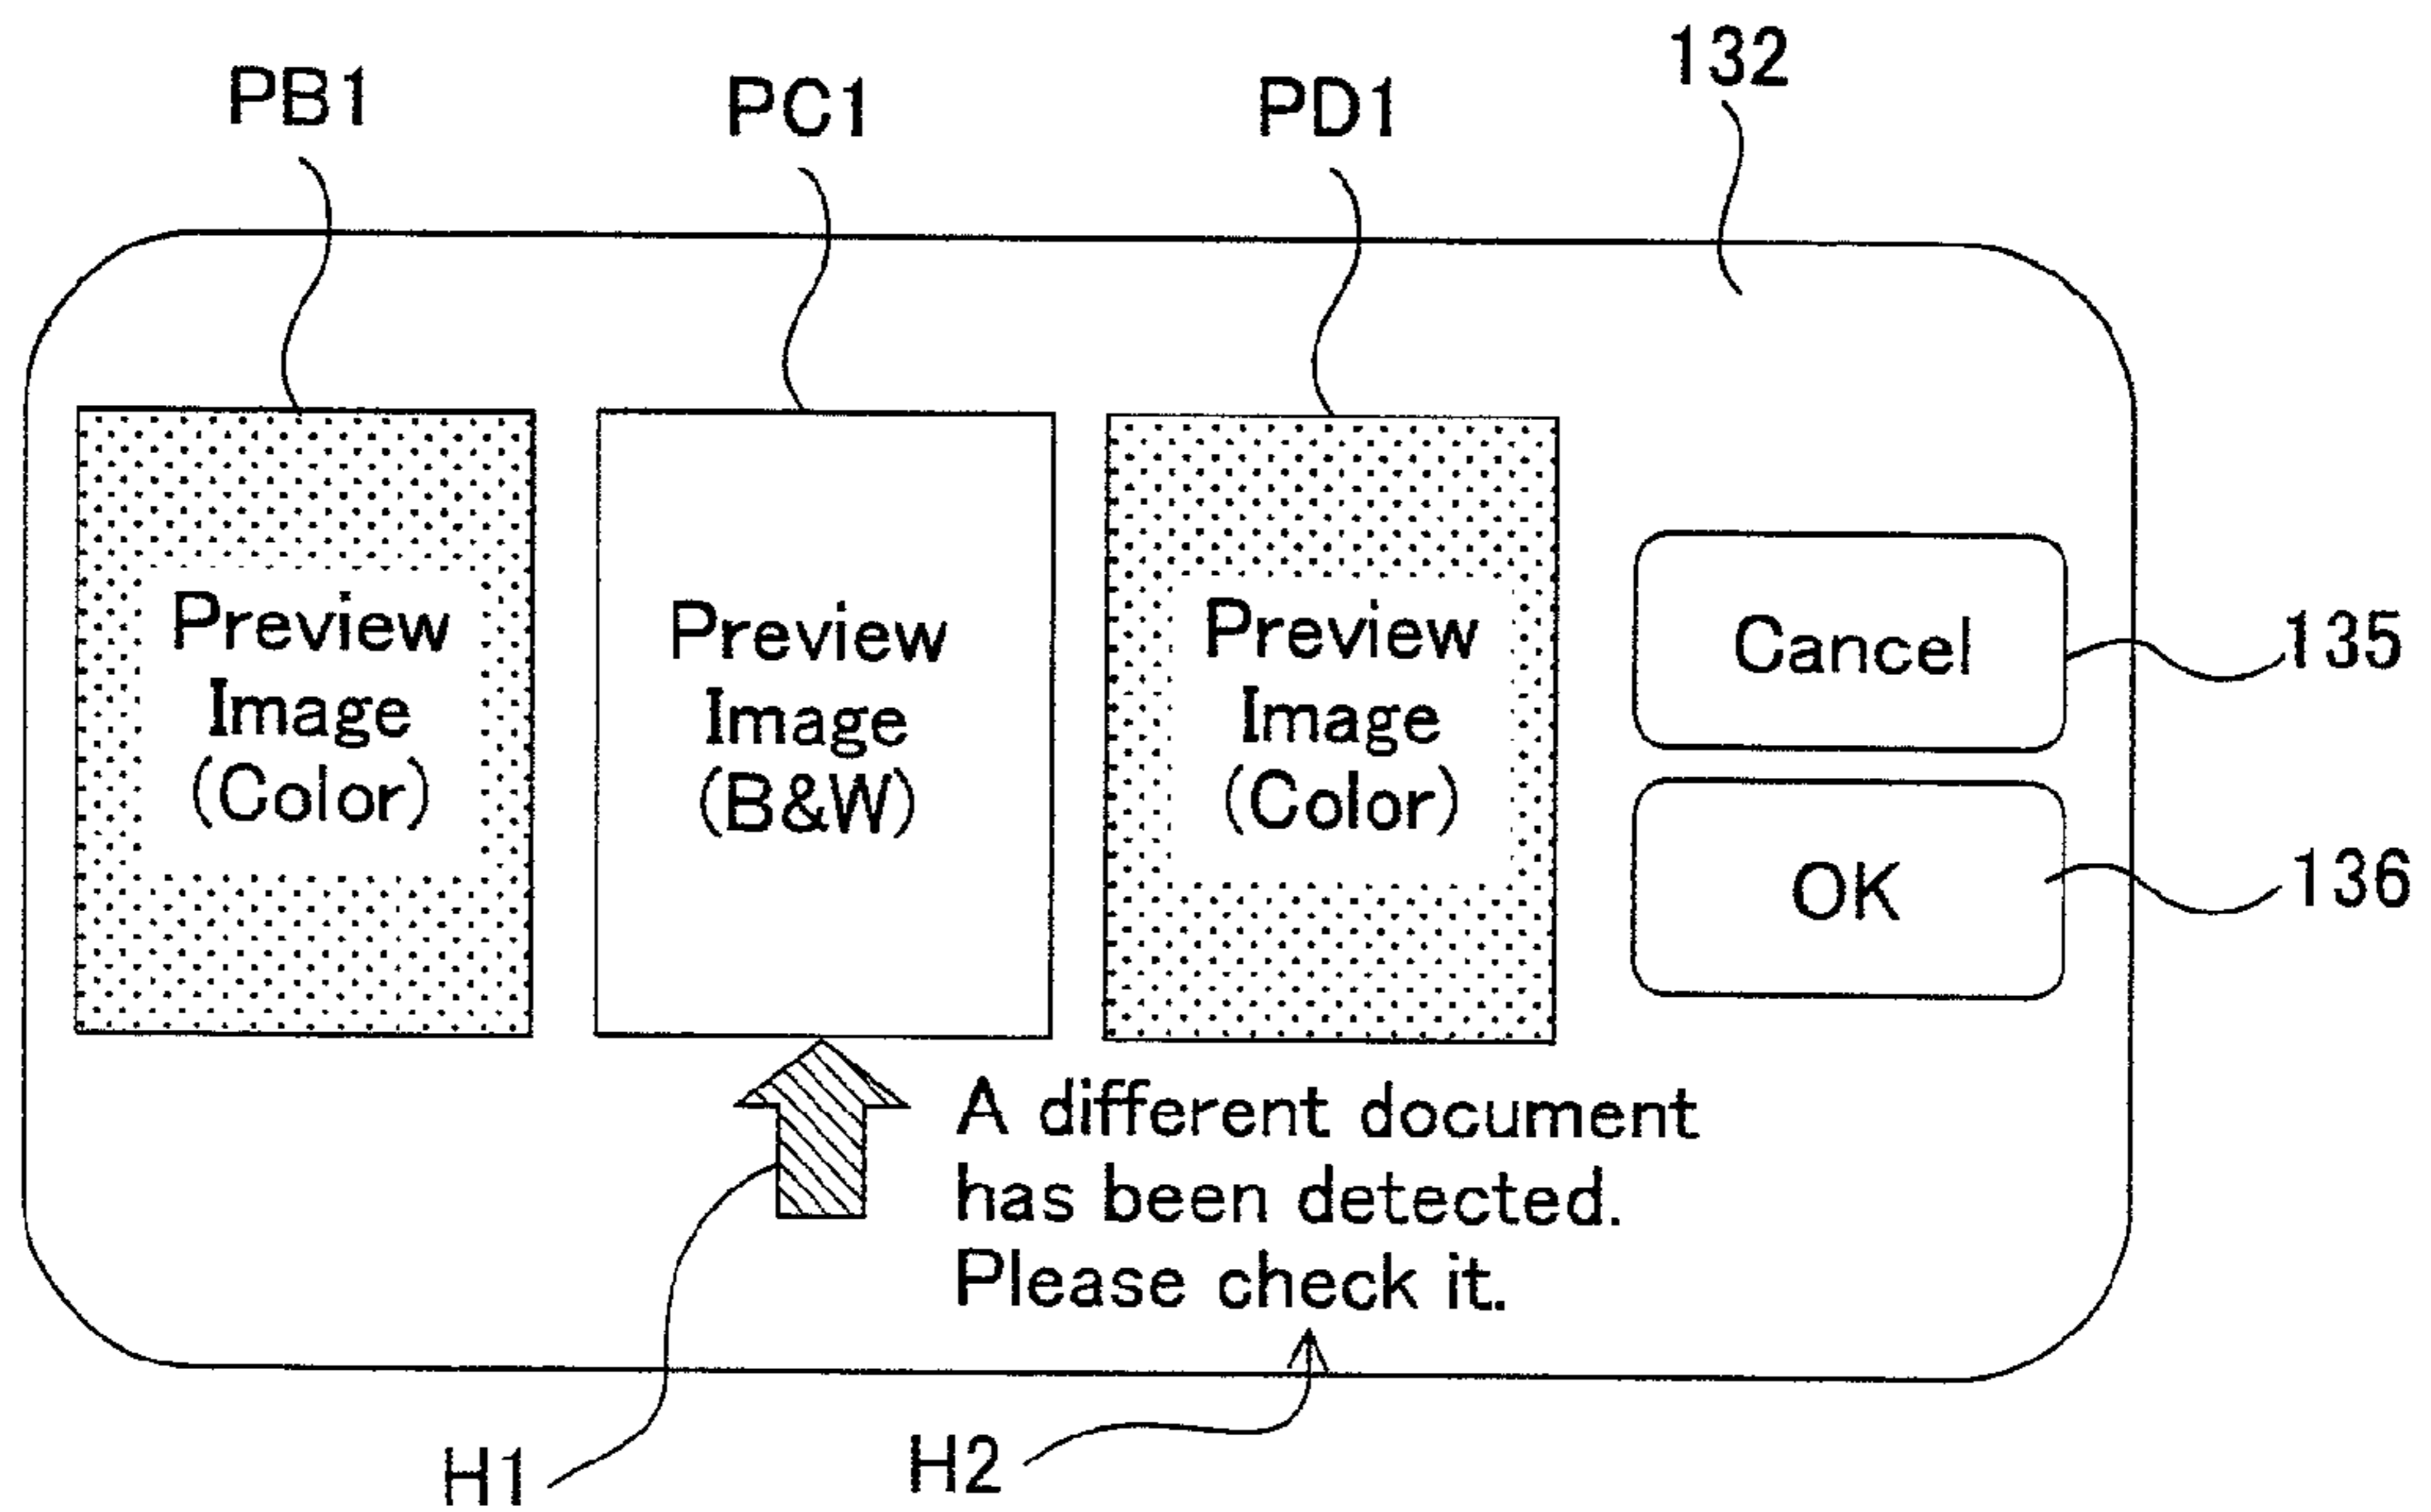 132
PB1
PC1
PD1
Preview
Image
(Color)
Preview
Image
(B&W)
Preview
Image
(Color)
Cancel
135
OK
136
A different document
has been detected.
Please check it.
H1
H2